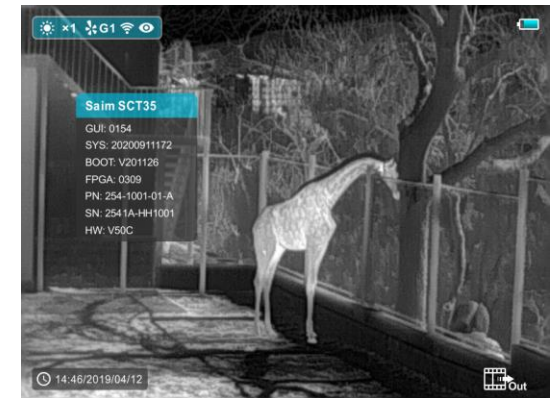 ×1 G1
Saim SCT35
GUI: 0154
SYS: 20200911172
BOOT: V201126
FPGA: 0309
PN: 254-1001-01-A
SN: 2541A-HH1001
HW: V50C
14:46/2019/04/12
Out